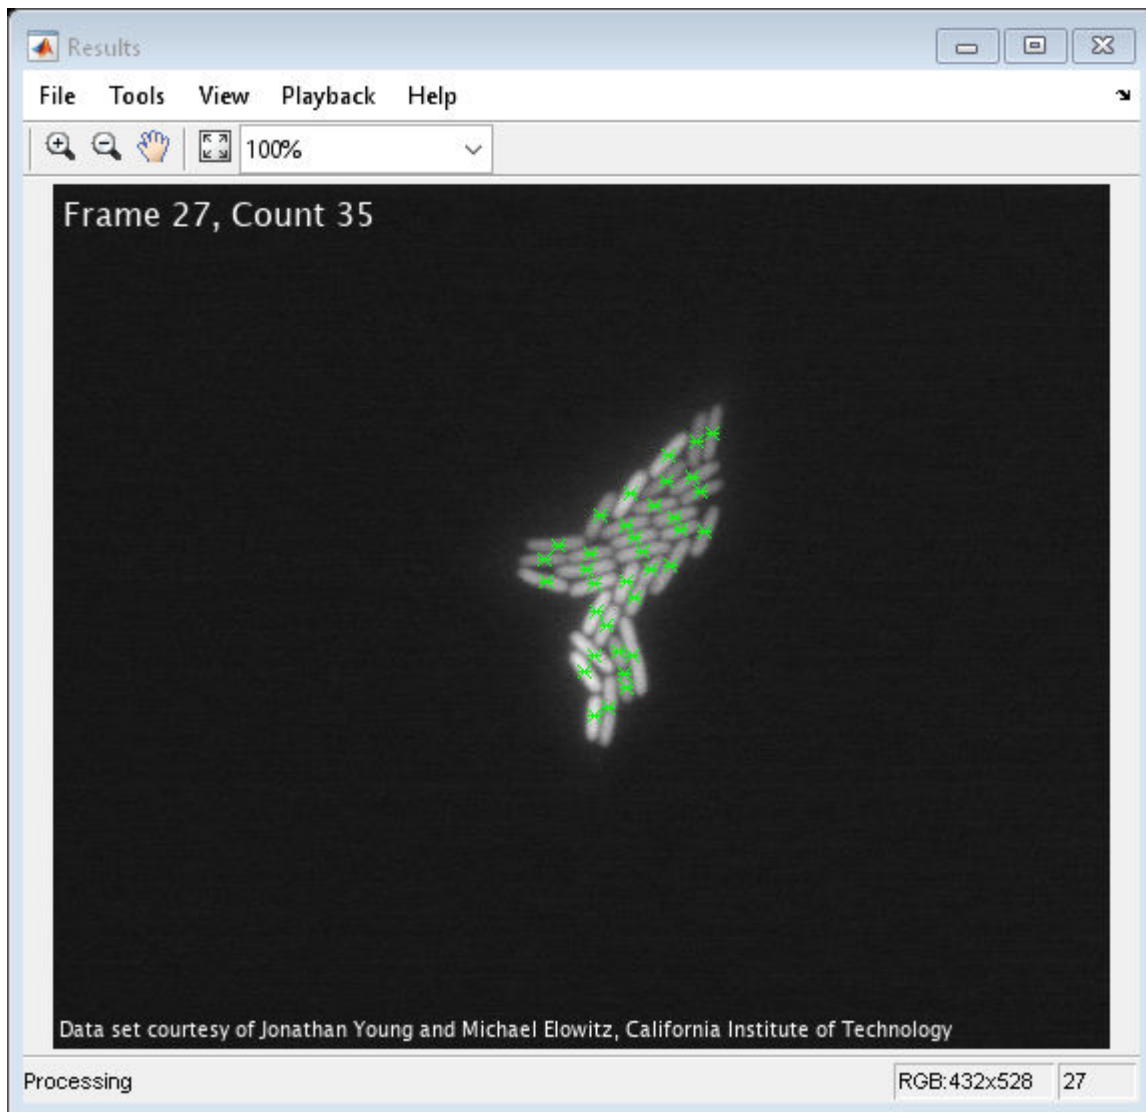 Results
File Tools View Playback Help
100%
Frame 27, Count 35
Data set courtesy of Jonathan Young and Michael Elowitz, California Institute of Technology
Processing RGB:432x528 27